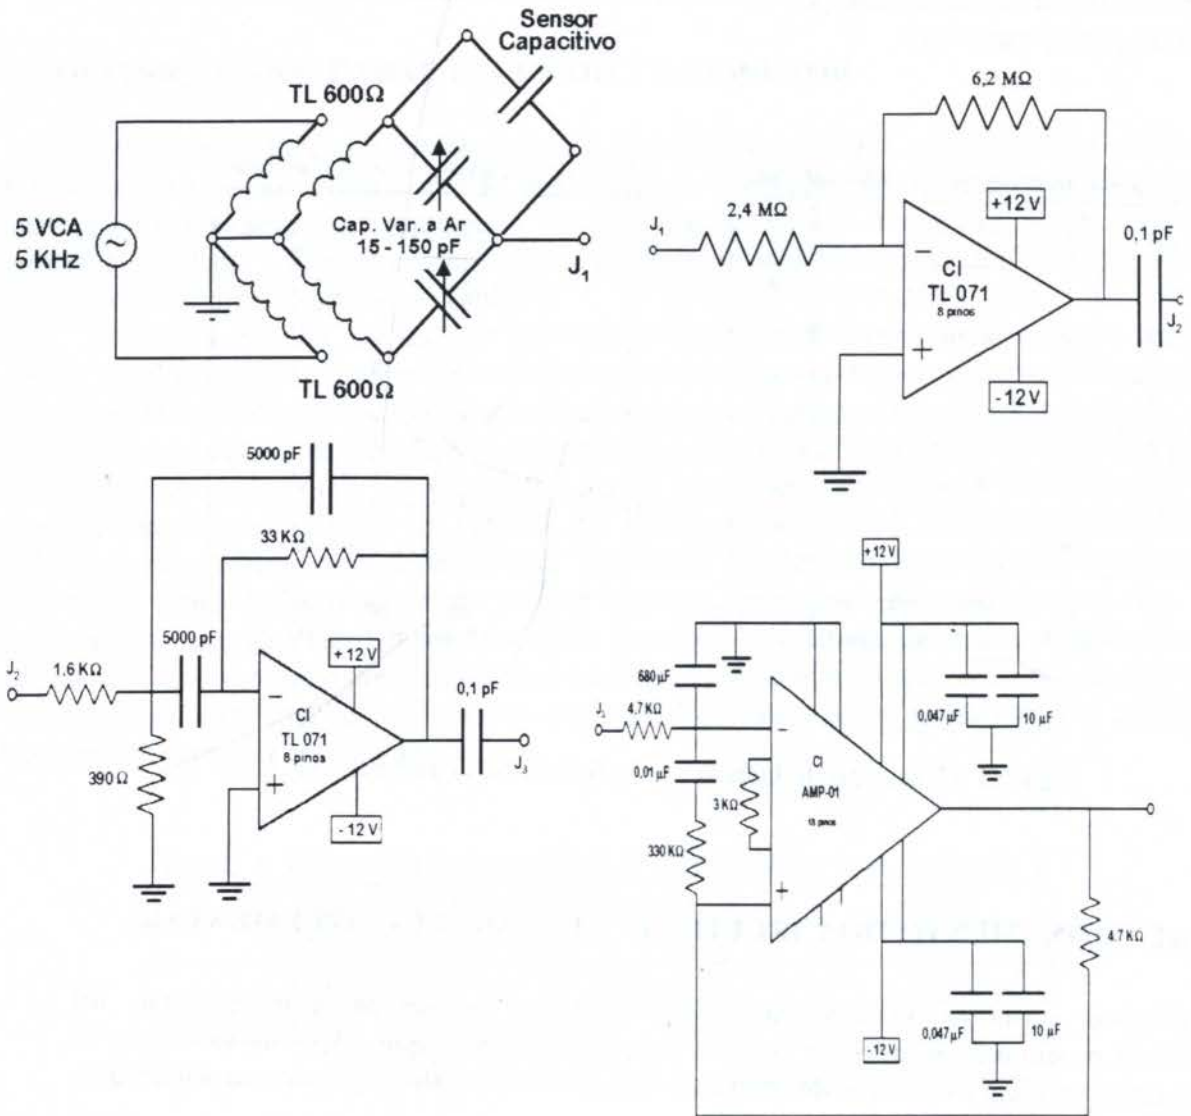 Sensor
Capacitivo
TL 600Ω
5 VCA
5 KHz
Cap. Var. a Ar
15 - 150 pF
J1
TL 600Ω
6,2 MΩ
J1
2,4 MΩ
−
+12 V
CI
TL 071
8 pinos
+
-12 V
0,1 pF
J2
5000 pF
33 KΩ
5000 pF
J2
1.6 KΩ
390 Ω
−
+12 V
CI
TL 071
8 pinos
+
- 12 V
0,1 pF
J3
+12 V
680 µF
4.7KΩ
0,01 µF
3 KΩ
330 KΩ
−
CI
AMP-01
+
0,047 µF
10 µF
4.7 KΩ
0,047 µF
10 µF
-12 V